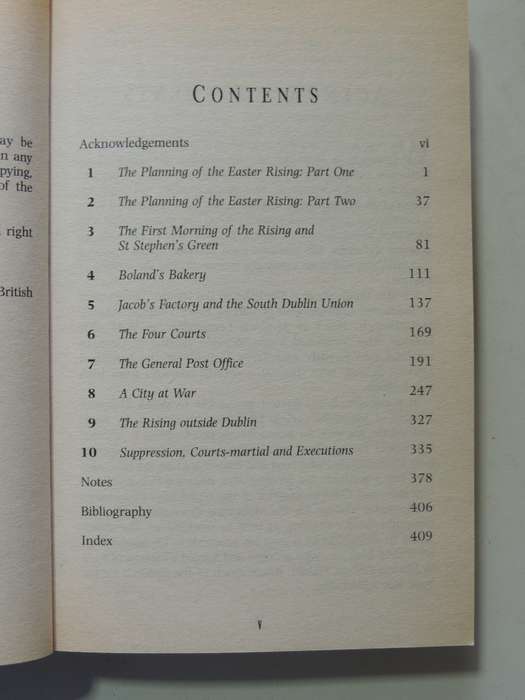 ay be
n any
pying,
of the
right
British
CONTENTS
Acknowledgements vi
1 The Planning of the Easter Rising: Part One 1
2 The Planning of the Easter Rising: Part Two 37
3 The First Morning of the Rising and
St Stephen's Green 81
4 Boland's Bakery 111
5 Jacob's Factory and the South Dublin Union 137
6 The Four Courts 169
7 The General Post Office 191
8 A City at War 247
9 The Rising outside Dublin 327
10 Suppression, Courts-martial and Executions 335
Notes 378
Bibliography 406
Index 409
v